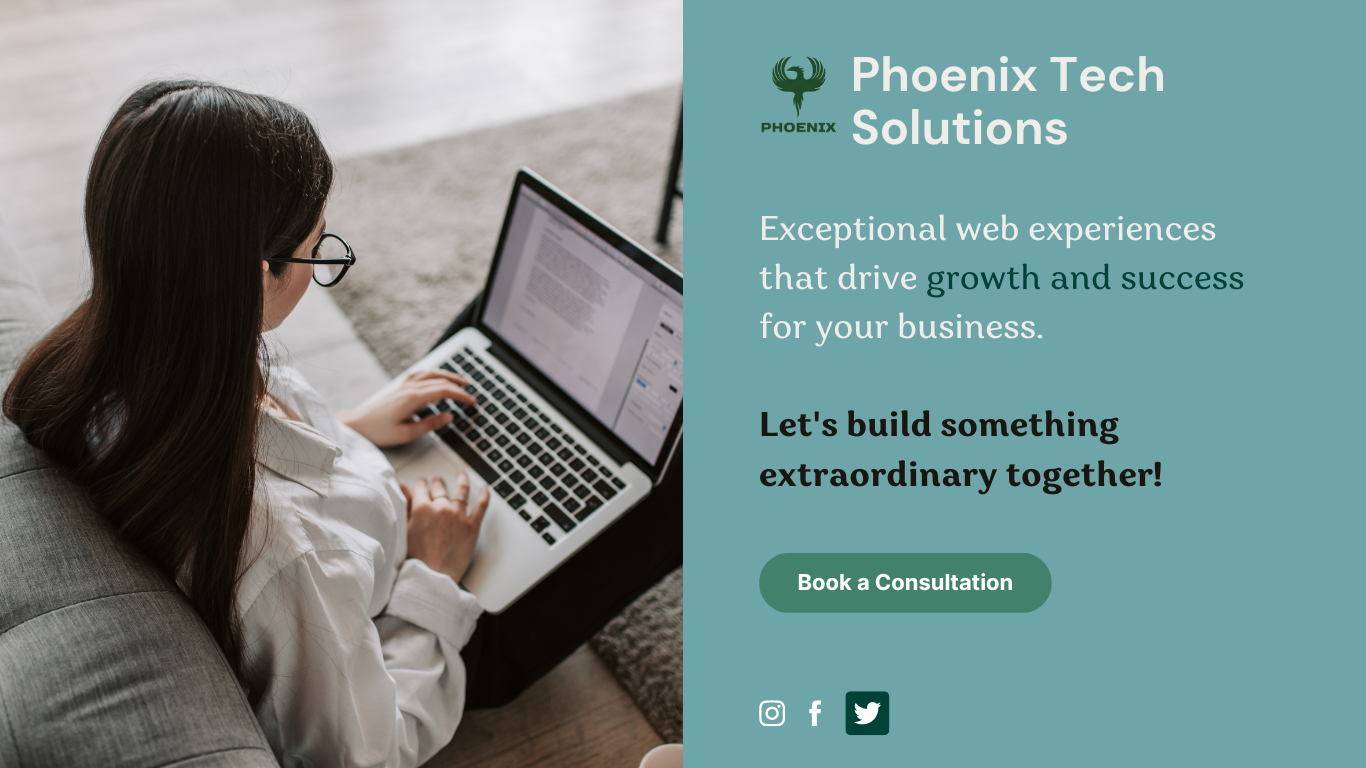 PHOENIX
Phoenix Tech
Solutions
Exceptional web experiences
that drive growth and success
for your business.
Let's build something
extraordinary together!
Book a Consultation